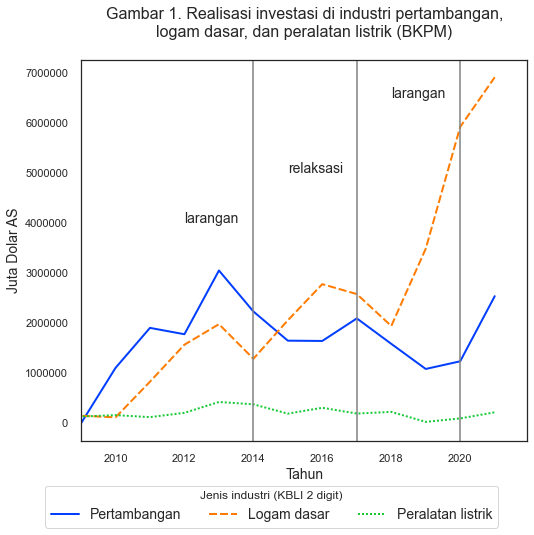 Gambar 1. Realisasi investasi di industri pertambangan,
logam dasar, dan peralatan listrik (BKPM)
7000000
6000000
5000000
4000000
3000000
2000000
1000000
0
Juta Dolar AS
larangan
relaksasi
larangan
2010
2012
2014
2016
2018
2020
Tahun
Jenis industri (KBLI 2 digit)
Pertambangan
Logam dasar
Peralatan listrik